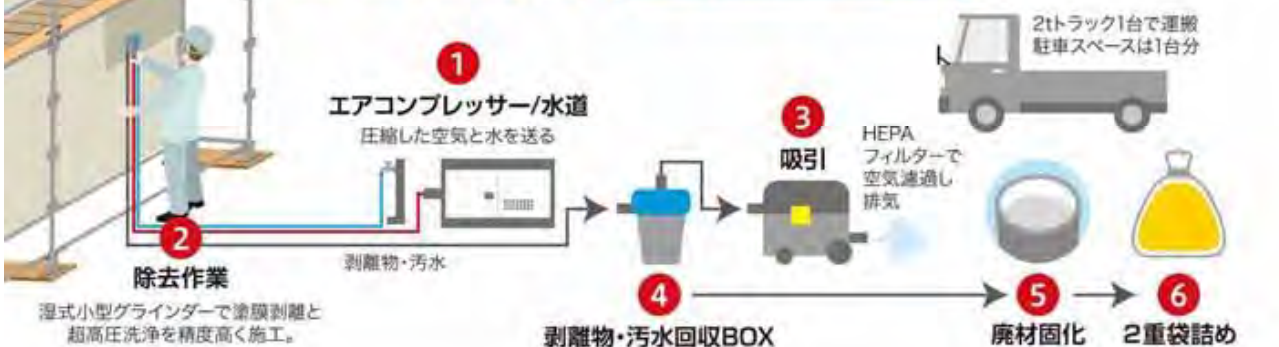 2tトラック1台で運搬
駐車スペースは1台分
1
エアコンプレッサー/水道
圧縮した空気と水を送る
2
除去作業
湿式小型グラインダーで塗膜剥離と
超高圧洗浄を精度高く施工。
剥離物・汚水
3
吸引
HEPA
フィルターで
空気濾過し
排気
4
剥離物・汚水回収BOX
5
廃材固化
6
2重袋詰め